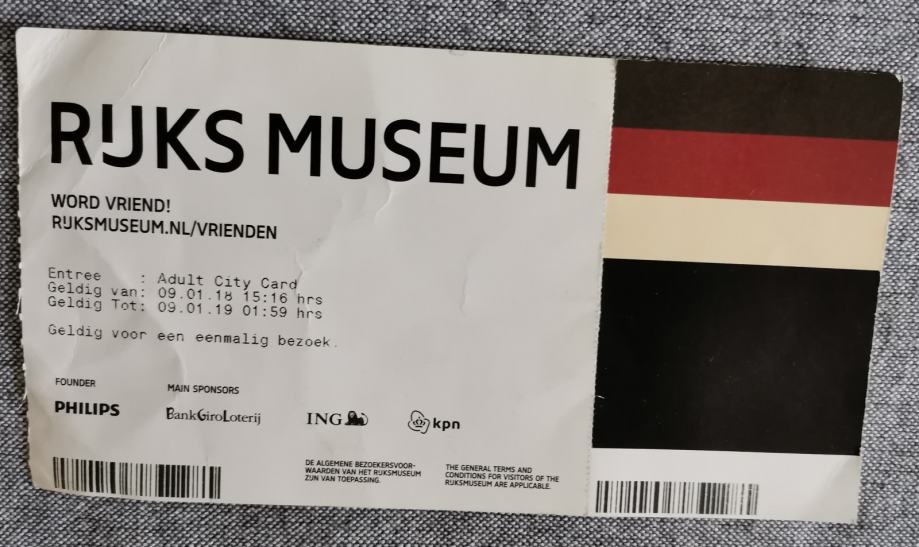 RIJKS MUSEUM
WORD VRIEND!
RIJKSMUSEUM.NL/VRIENDEN
Entree : Adult City Card
Geldig van: 09.01.18 15:16 hrs
Geldig Tot: 09.01.19 01:59 hrs
Geldig voor een eenmalig bezoek.
FOUNDER
MAIN SPONSORS
PHILIPS
BankGiroLoterij
ING
kpn
DE ALGEMENE BEZOEKERSVOOR-
WAARDEN VAN HET RIJKSMUSEUM
ZIJN VAN TOEPASSING.
THE GENERAL TERMS AND
CONDITIONS FOR VISITORS OF THE
RIJKSMUSEUM ARE APPLICABLE.